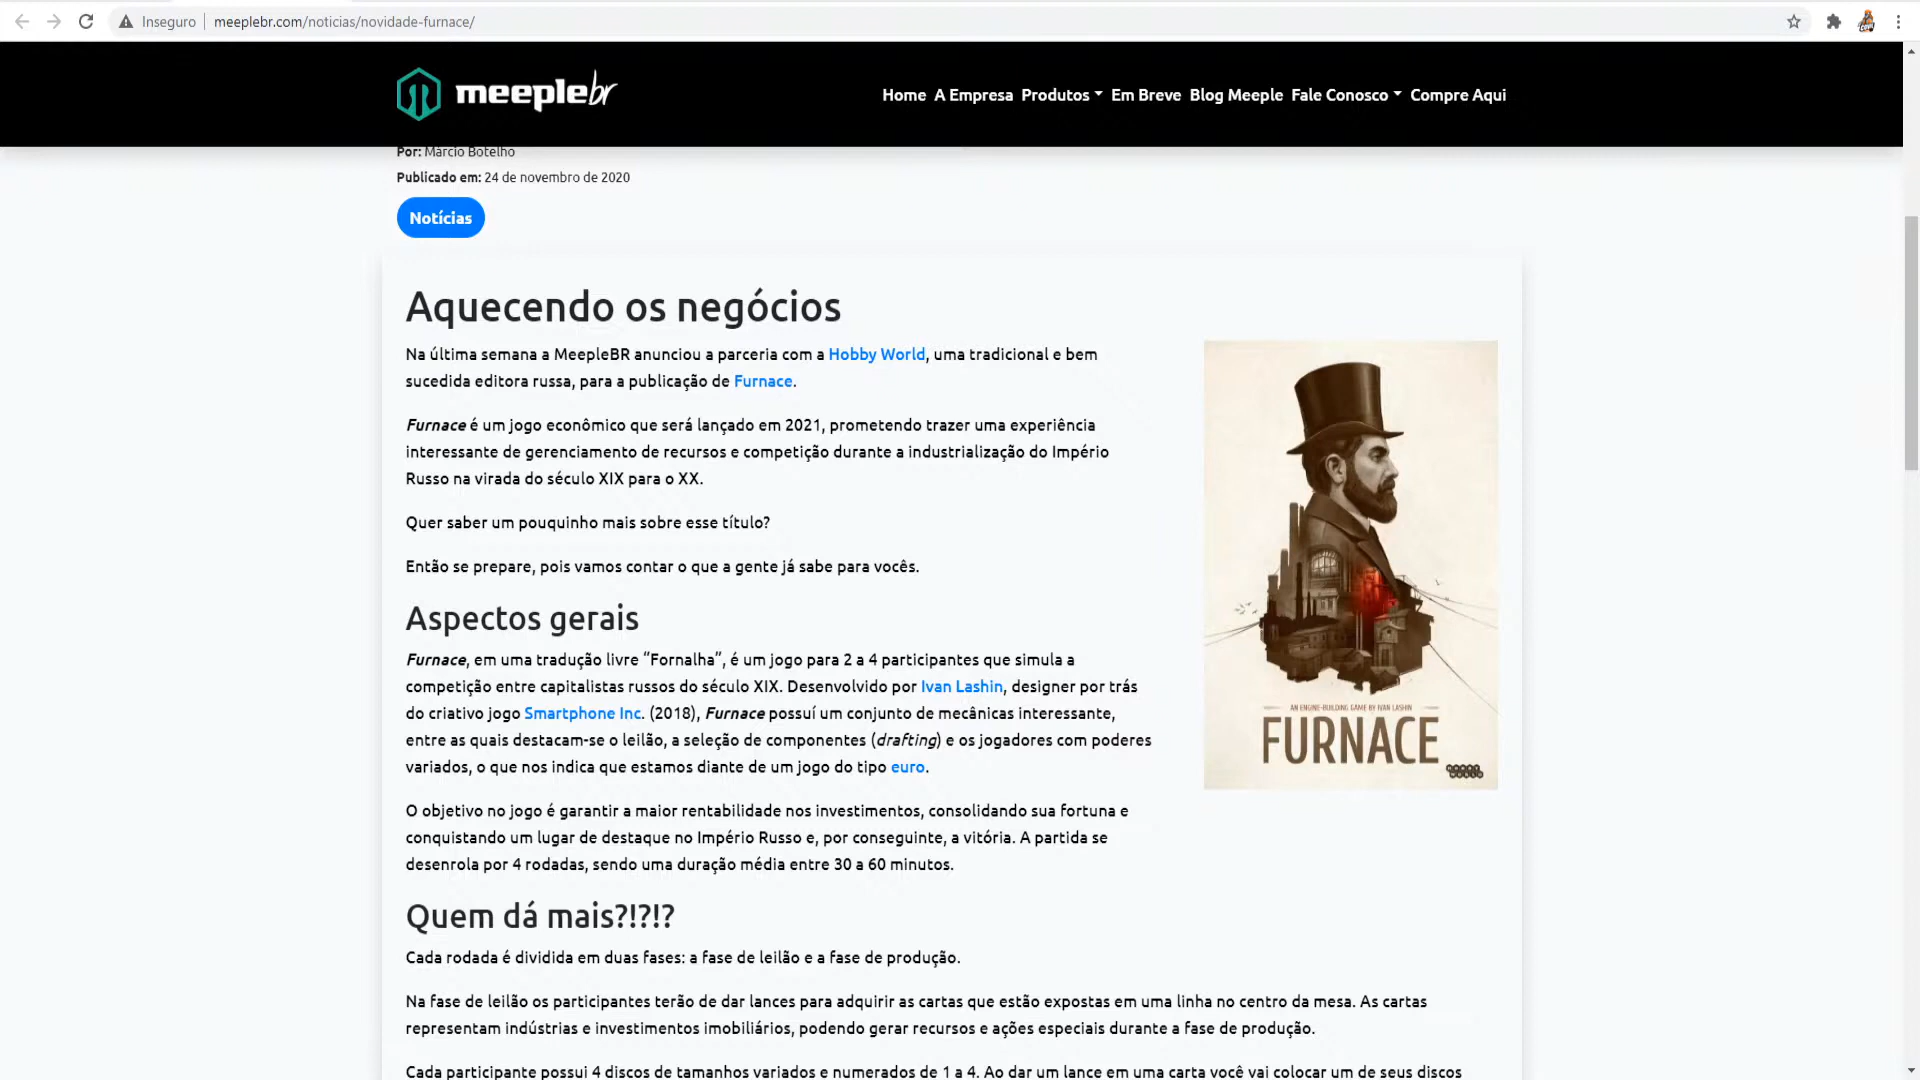 Inseguro
meeplebr.com/noticias/novidade-furnace/
meeplebr
Home A Empresa Produtos Em Breve Blog Meeple Fale Conosco Compre Aqui
Por: Márcio Botelho
Publicado em: 24 de novembro de 2020
Notícias
Aquecendo os negócios
Na última semana a MeepleBR anunciou a parceria com a Hobby World, uma tradicional e bem
sucedida editora russa, para a publicação de Furnace.
Furnace é um jogo econômico que será lançado em 2021, prometendo trazer uma experiência
interessante de gerenciamento de recursos e competição durante a industrialização do Império
Russo na virada do século XIX para o XX.
Quer saber um pouquinho mais sobre esse título?
Então se prepare, pois vamos contar o que a gente já sabe para vocês.
Aspectos gerais
Furnace, em uma tradução livre “Fornalha”, é um jogo para 2 a 4 participantes que simula a
competição entre capitalistas russos do século XIX. Desenvolvido por Ivan Lashin, designer por trás
do criativo jogo Smartphone Inc. (2018), Furnace possuí um conjunto de mecânicas interessante,
entre as quais destacam-se o leilão, a seleção de componentes (drafting) e os jogadores com poderes
variados, o que nos indica que estamos diante de um jogo do tipo euro.
O objetivo no jogo é garantir a maior rentabilidade nos investimentos, consolidando sua fortuna e
conquistando um lugar de destaque no Império Russo e, por conseguinte, a vitória. A partida se
desenrola por 4 rodadas, sendo uma duração média entre 30 a 60 minutos.
AN ENGINE-BUILDING GAME BY IVAN LASHIN
FURNACE
Quem dá mais?!?!?
Cada rodada é dividida em duas fases: a fase de leilão e a fase de produção.
Na fase de leilão os participantes terão de dar lances para adquirir as cartas que estão expostas em uma linha no centro da mesa. As cartas
representam indústrias e investimentos imobiliários, podendo gerar recursos e ações especiais durante a fase de produção.
Cada participante possui 4 discos de tamanhos variados e numerados de 1 a 4. Ao dar um lance em uma carta você vai colocar um de seus discos